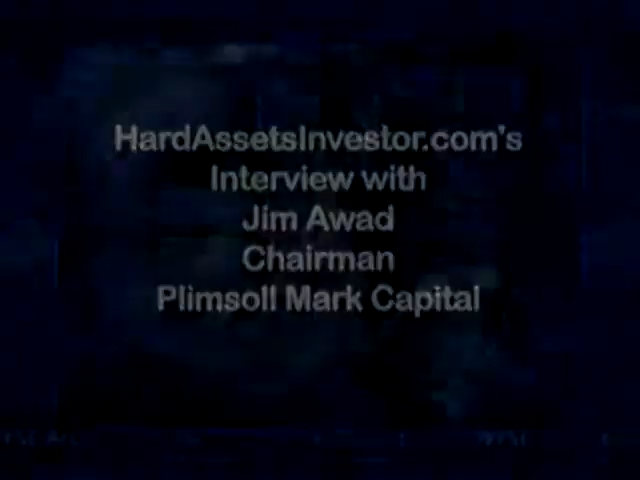 HardAssetsInvestor.com's
Interview with
Jim Awad
Chairman
Plimsoll Mark Capital